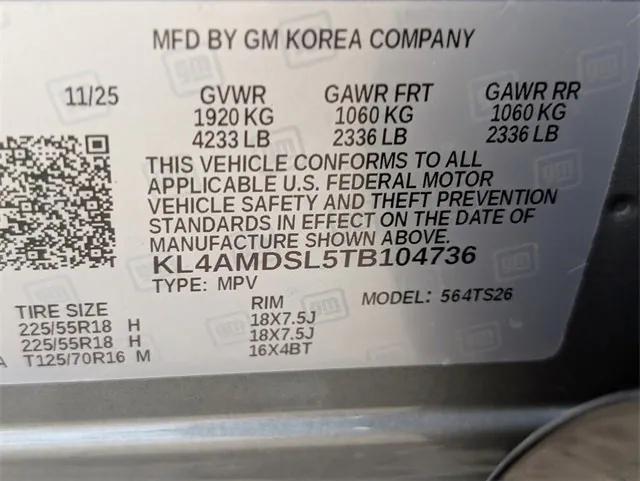 MFD BY GM KOREA COMPANY
11/25 GVWR GAWR FRT GAWR RR
1920 KG 1060 KG 1060 KG
4233 LB 2336 LB 2336 LB
THIS VEHICLE CONFORMS TO ALL
APPLICABLE U.S. FEDERAL MOTOR
VEHICLE SAFETY AND THEFT PREVENTION
STANDARDS IN EFFECT ON THE DATE OF
MANUFACTURE SHOWN ABOVE.
KL4AMDSL5TB104736
TYPE: MPV MODEL: 564TS26
TIRE SIZE RIM
225/55R18 H 18X7.5J
225/55R18 H 18X7.5J
A T125/70R16 M 16X4BT